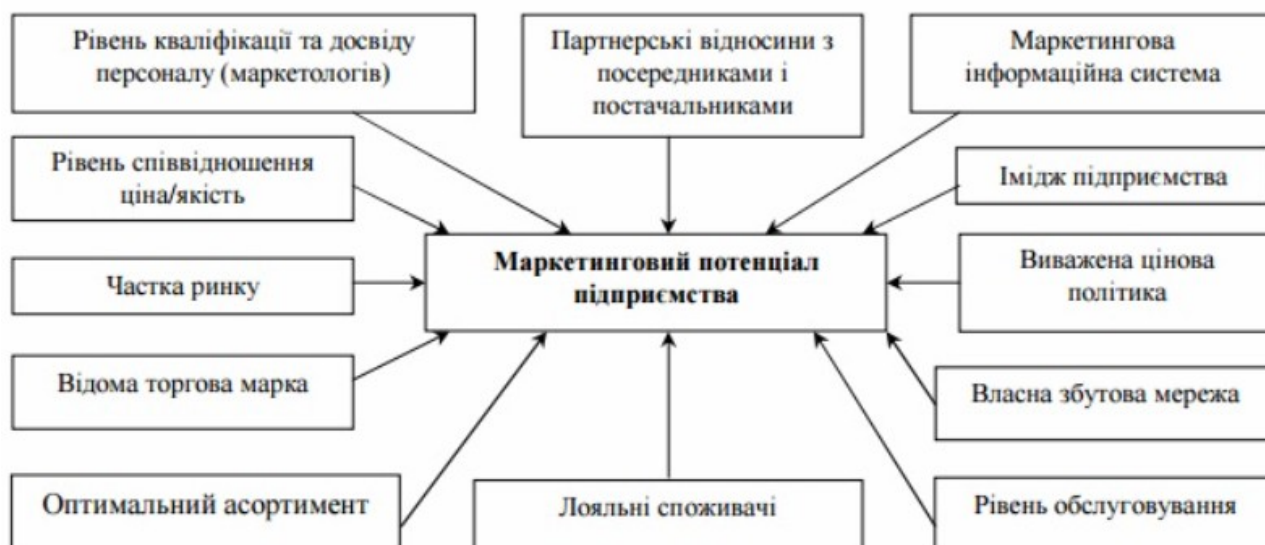 Рівень кваліфікації та досвіду
персоналу (маркетологів)
Партнерські відносини з
посередниками і
постачальниками
Маркетингова
інформаційна система
Рівень співвідношення
ціна/якість
Імідж підприємства
Маркетинговий потенціал
підприємства
Частка ринку
Виважена цінова
політика
Відома торгова марка
Власна збутова мережа
Оптимальний асортимент
Лояльні споживачі
Рівень обслуговування